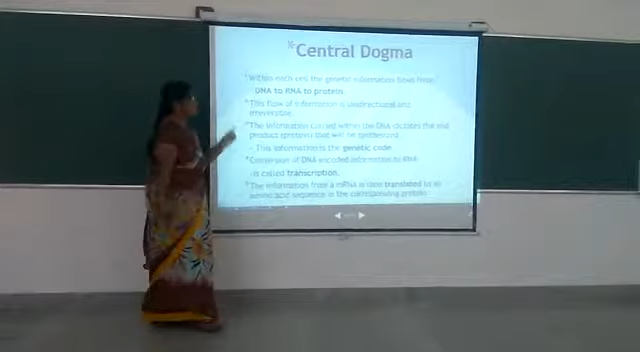 *Central Dogma
*Within each cell the genetic information flows from
DNA to RNA to protein.
*This flow of information is unidirectional and
irreversible.
*The information carried within the DNA dictates the end
product (protein) that will be synthesized.
- This information is the genetic code.
*Conversion of DNA encoded information to RNA
is called transcription.
*The information from a mRNA is then translated to an
amino acid sequence in the corresponding protein.